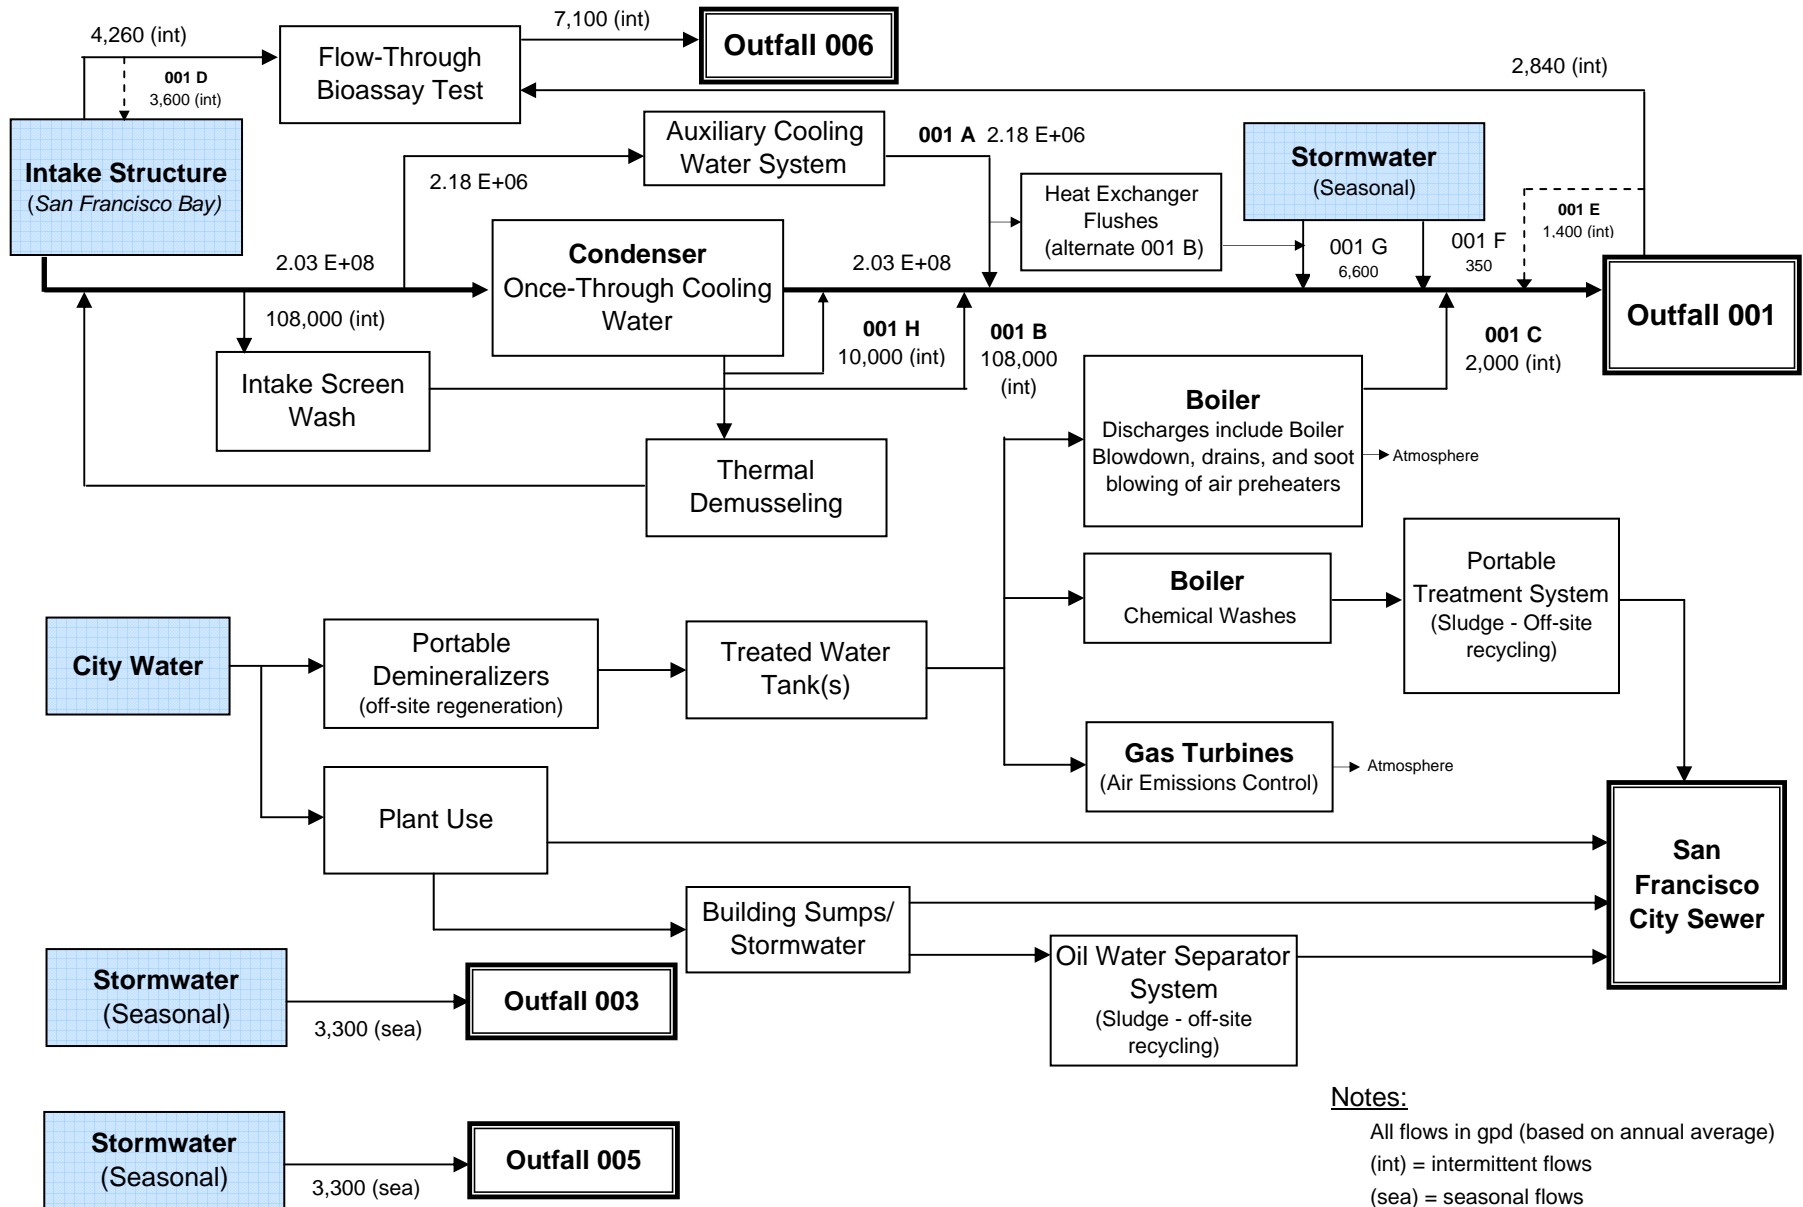 4,260 (int)
7,100 (int)
Flow-Through
Bioassay Test
Outfall 006
2,840 (int)
001 D
3,600 (int)
Intake Structure
(San Francisco Bay)
Auxiliary Cooling
Water System
001 A 2.18 E+06
2.18 E+06
Heat Exchanger
Flushes
(alternate 001 B)
Stormwater
(Seasonal)
001 G
6,600
001 F
350
001 E
1,400 (int)
2.03 E+08
Condenser
Once-Through Cooling
Water
2.03 E+08
Outfall 001
108,000 (int)
001 H
10,000 (int)
001 B
108,000
(int)
001 C
2,000 (int)
Intake Screen
Wash
Thermal
Demusseling
Boiler
Discharges include Boiler
Blowdown, drains, and soot
blowing of air preheaters
Atmosphere
Boiler
Chemical Washes
Portable
Treatment System
(Sludge - Off-site
recycling)
City Water
Portable
Demineralizers
(off-site regeneration)
Treated Water
Tank(s)
Gas Turbines
(Air Emissions Control)
Atmosphere
Plant Use
San
Francisco
City Sewer
Building Sumps/
Stormwater
Oil Water Separator
System
(Sludge - off-site
recycling)
Stormwater
(Seasonal)
3,300 (sea)
Outfall 003
Stormwater
(Seasonal)
3,300 (sea)
Outfall 005
Notes:
All flows in gpd (based on annual average)
(int) = intermittent flows
(sea) = seasonal flows